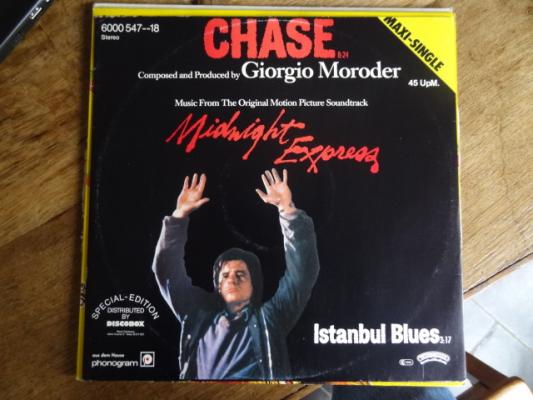 6000 547--18
Stereo
CHASE 8:24
MAXI-SINGLE
Composed and Produced by Giorgio Moroder
45 UpM.
Music From The Original Motion Picture Soundtrack
Midnight
Express
SPECIAL-EDITION
DISTRIBUTED
BY
DISCOBOX
Istanbul Blues 3:17
aus dem Hause
phonogram